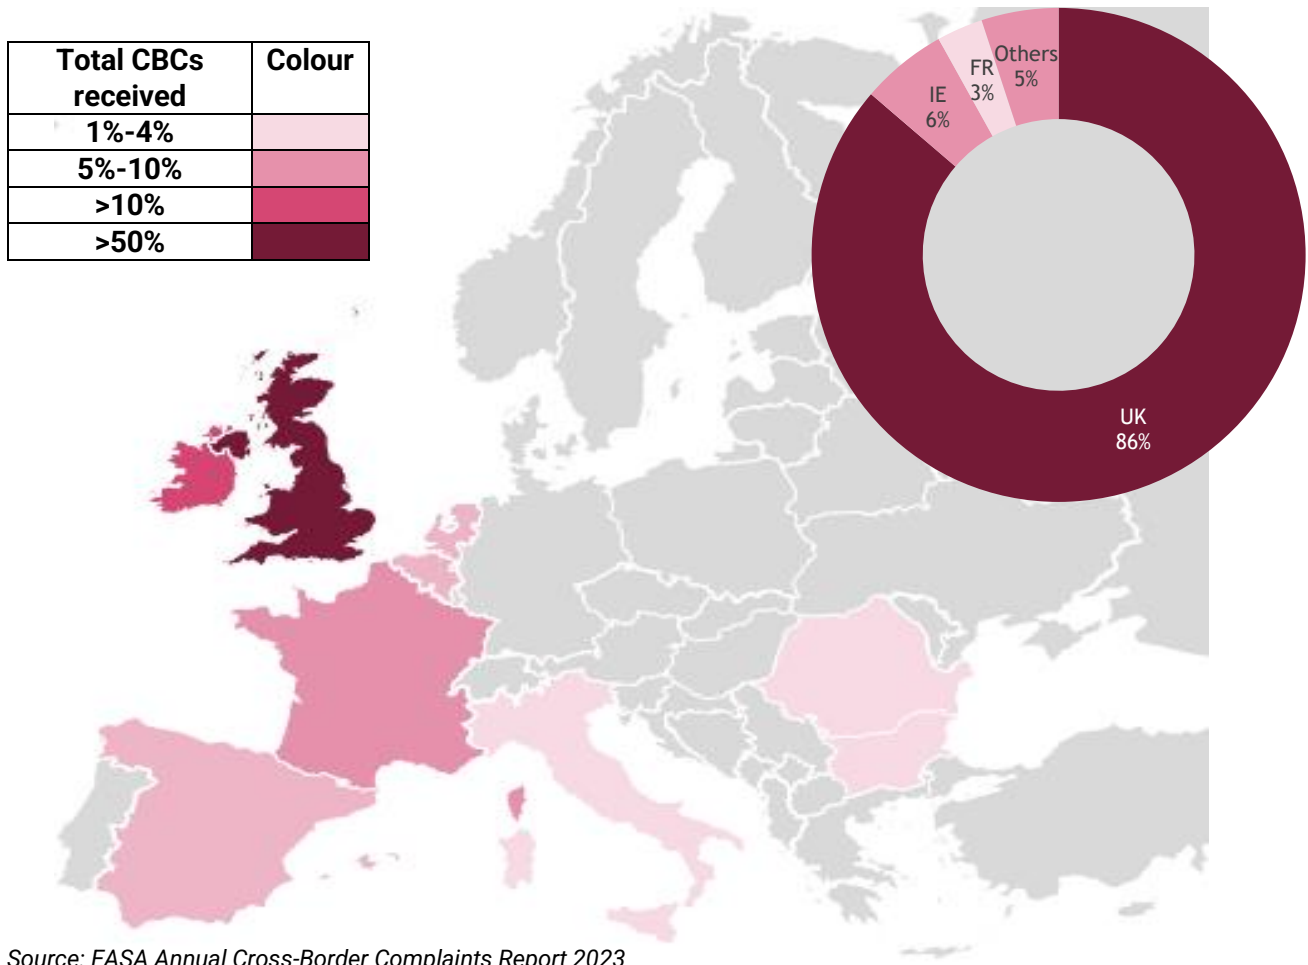 Total CBCs received
Colour
1%-4%
5%-10%
>10%
>50%
Others
5%
FR
3%
IE
6%
UK
86%
Source: EASA Annual Cross-Border Complaints Report 2023